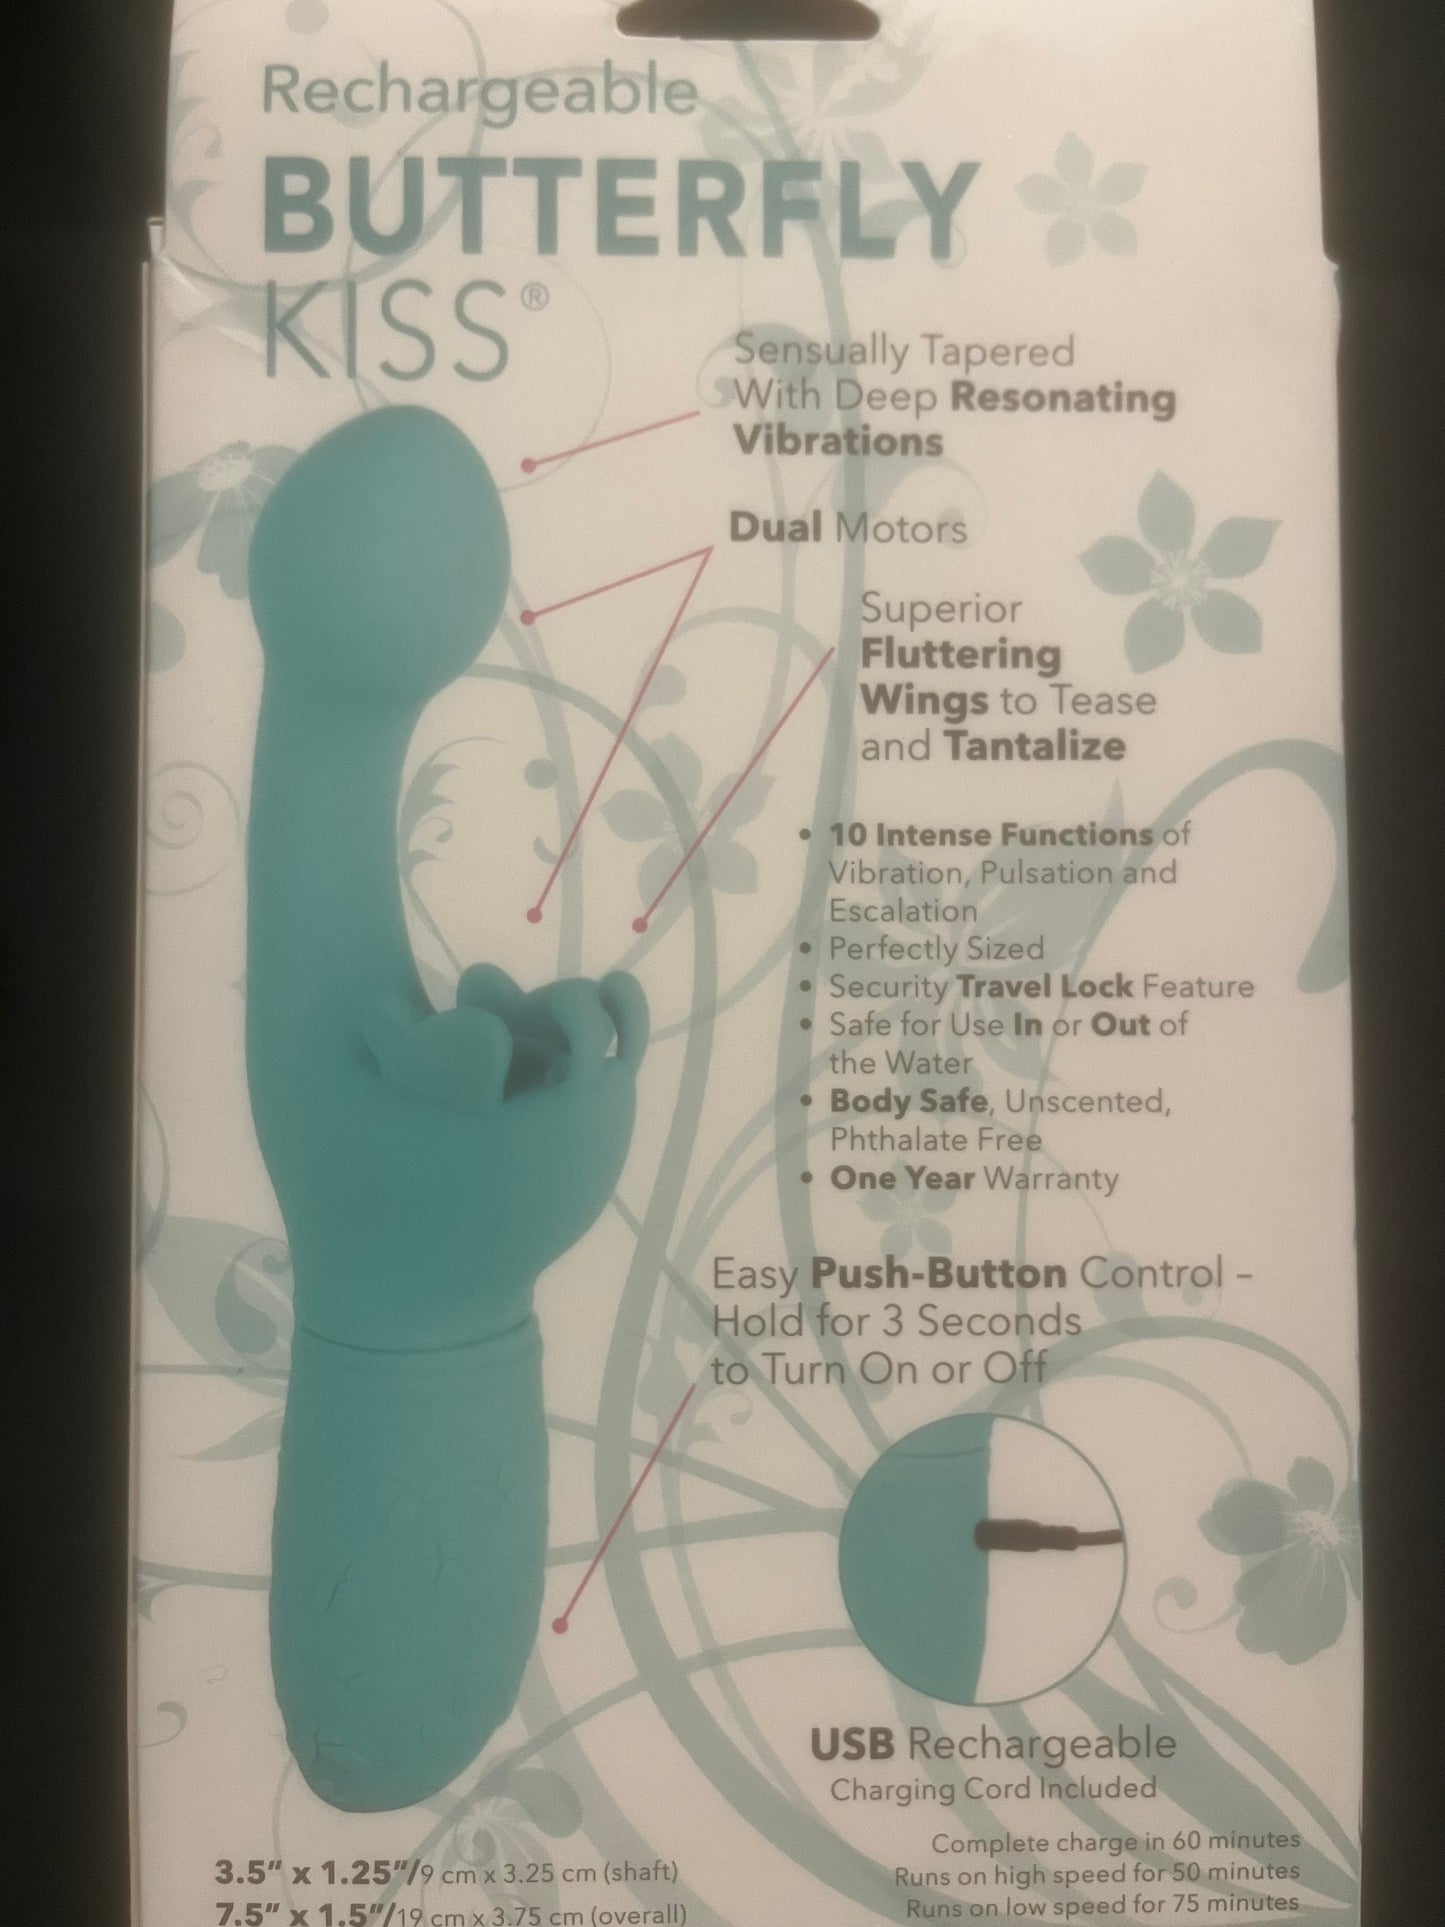 Rechargeable
BUTTERFLY
KISS®
Sensually Tapered
With Deep Resonating
Vibrations
Dual Motors
Superior
Fluttering
Wings to Tease
and Tantalize
• 10 Intense Functions of
Vibration, Pulsation and
Escalation
• Perfectly Sized
• Security Travel Lock Feature
• Safe for Use In or Out of
the Water
• Body Safe, Unscented,
Phthalate Free
• One Year Warranty
Easy Push-Button Control –
Hold for 3 Seconds
to Turn On or Off
USB Rechargeable
Charging Cord Included
Complete charge in 60 minutes
Runs on high speed for 50 minutes
Runs on low speed for 75 minutes
3.5" x 1.25"/9 cm x 3.25 cm (shaft)
7.5" x 1.5"/19 cm x 3.75 cm (overall)